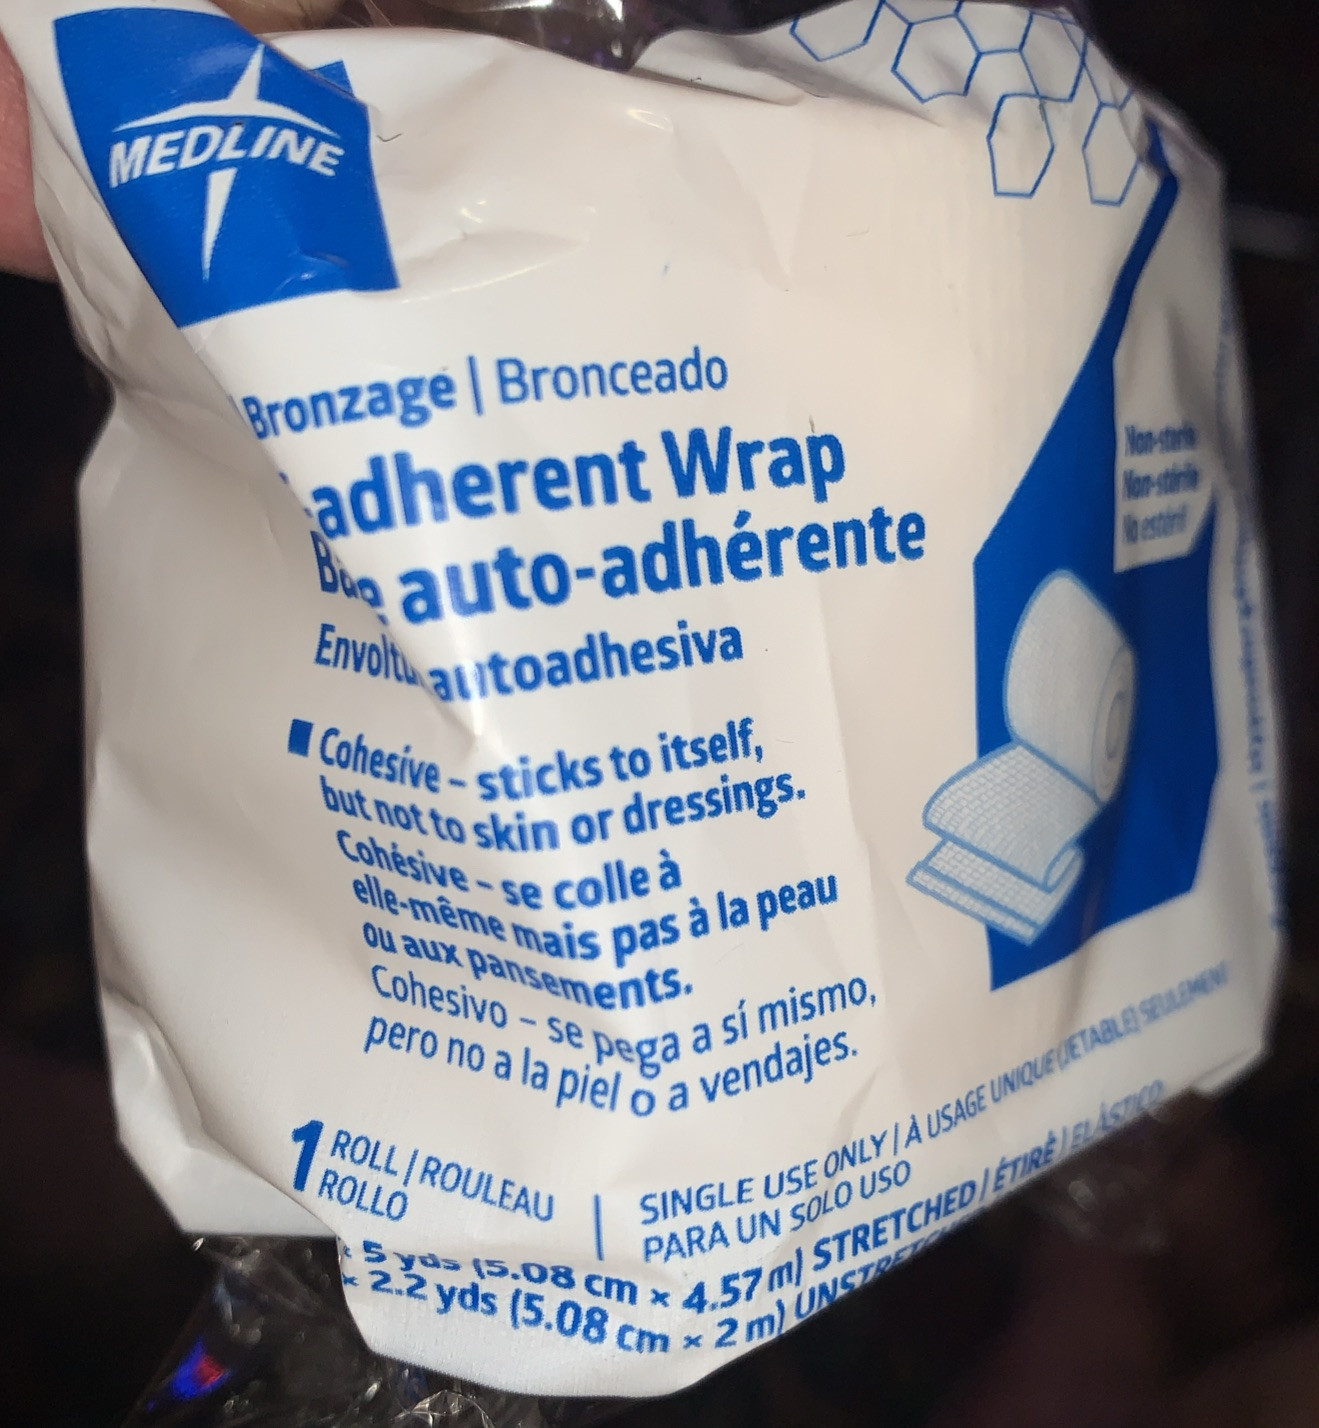 MEDLINE
Bronzage | Bronceado
-adherent Wrap
auto-adhérente
autoadhesiva
Non-sterile
Non-stérile
No estéril
■ Cohesive – sticks to itself,
but not to skin or dressings.
Cohésive – se colle à
elle-même mais pas à la peau
ou aux pansements.
Cohesivo – se pega a sí mismo,
pero no a la piel o a vendajes.
1 ROLL | ROULEAU
ROLLO
SINGLE USE ONLY | À USAGE UNIQUE (JETABLE) SEULEMENT
PARA UN SOLO USO
x 5 yds (5.08 cm x 4.57 m) STRETCHED | ÉTIRÉ | ELÁSTICO
x 2.2 yds (5.08 cm x 2 m)